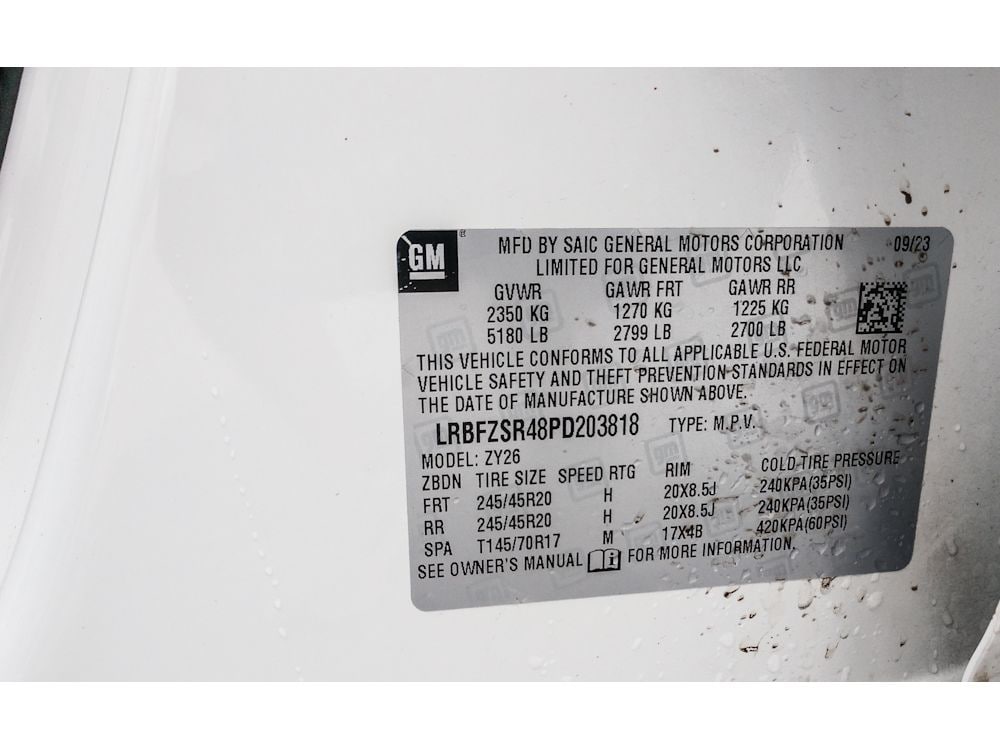 GM
MFD BY SAIC GENERAL MOTORS CORPORATION 09/23
LIMITED FOR GENERAL MOTORS LLC
GVWR GAWR FRT GAWR RR
2350 KG 1270 KG 1225 KG
5180 LB 2799 LB 2700 LB
THIS VEHICLE CONFORMS TO ALL APPLICABLE U.S. FEDERAL MOTOR
VEHICLE SAFETY AND THEFT PREVENTION STANDARDS IN EFFECT ON
THE DATE OF MANUFACTURE SHOWN ABOVE.
LRBFZSR48PD203818 TYPE: M.P.V.
MODEL: ZY26
ZBDN TIRE SIZE SPEED RTG RIM COLD TIRE PRESSURE
FRT 245/45R20 H 20X8.5J 240KPA(35PSI)
RR 245/45R20 H 20X8.5J 240KPA(35PSI)
SPA T145/70R17 M 17X4B 420KPA(60PSI)
SEE OWNER'S MANUAL FOR MORE INFORMATION.